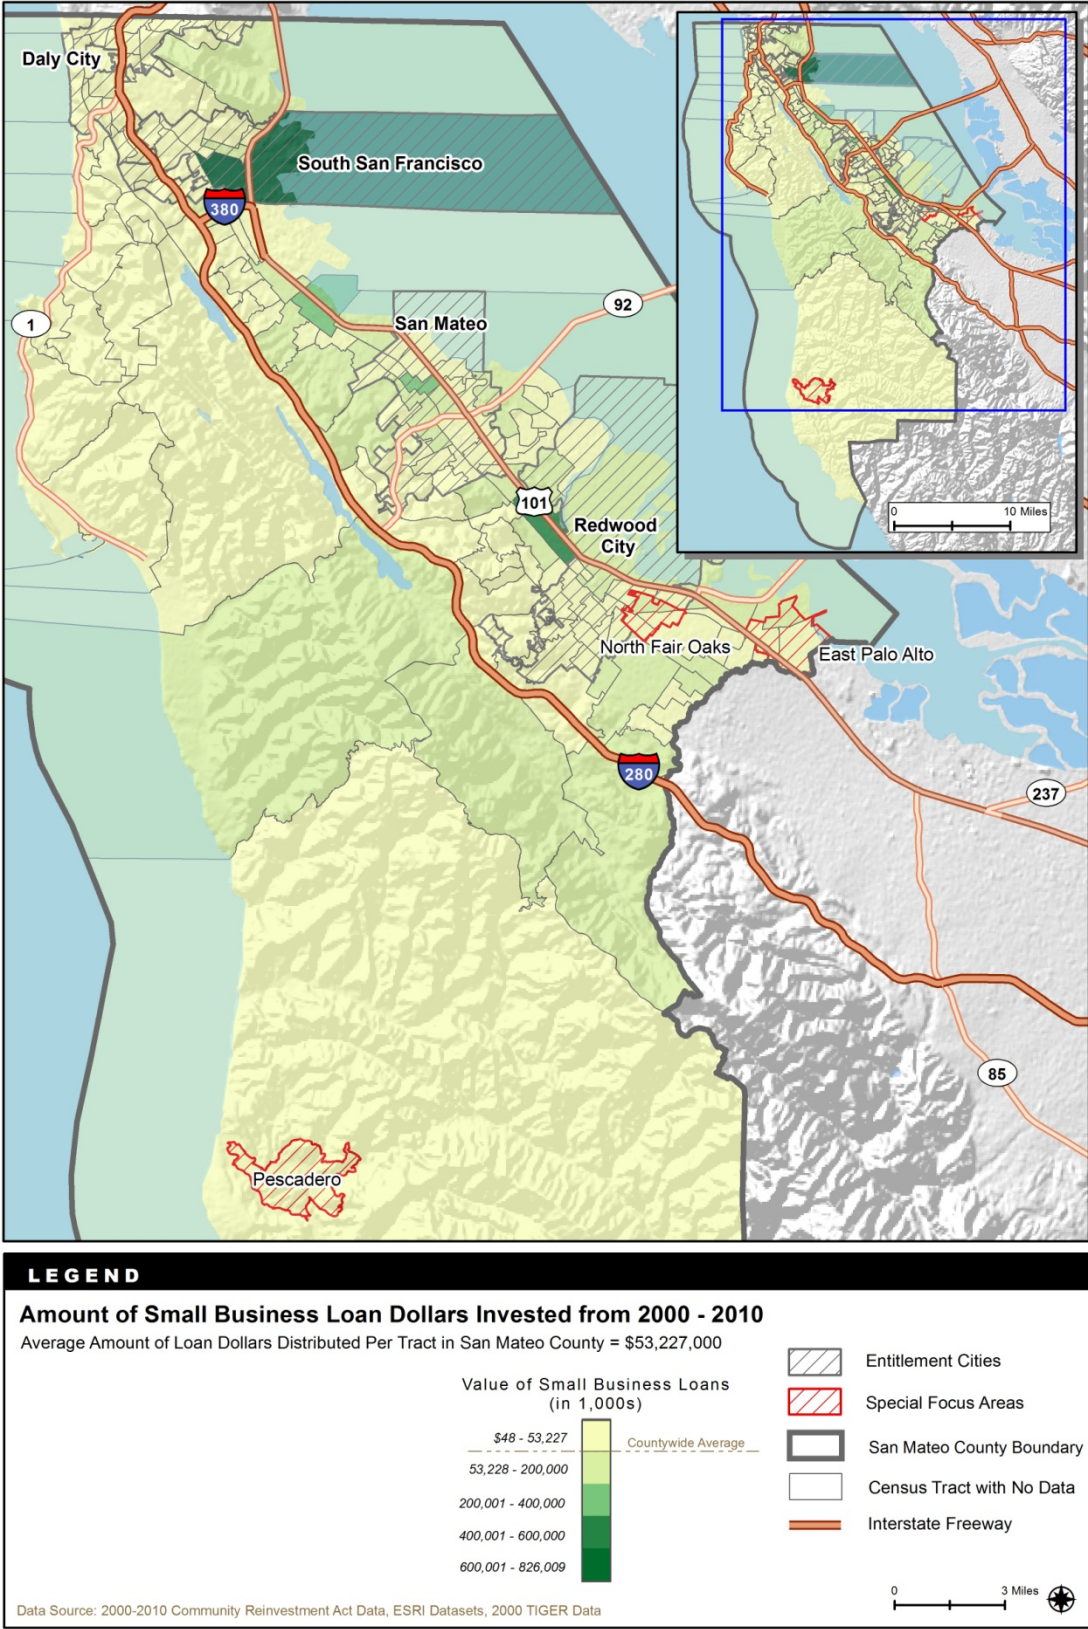 Daly City
South San Francisco
380
1
92
San Mateo
101
Redwood
City
North Fair Oaks
East Palo Alto
280
237
85
Pescadero
0 10 Miles
LEGEND
Amount of Small Business Loan Dollars Invested from 2000 - 2010
Average Amount of Loan Dollars Distributed Per Tract in San Mateo County = $53,227,000
Value of Small Business Loans
(in 1,000s)
$48 - 53,227
Countywide Average
53,228 - 200,000
200,001 - 400,000
400,001 - 600,000
600,001 - 826,009
Entitlement Cities
Special Focus Areas
San Mateo County Boundary
Census Tract with No Data
Interstate Freeway
0 3 Miles
Data Source: 2000-2010 Community Reinvestment Act Data, ESRI Datasets, 2000 TIGER Data